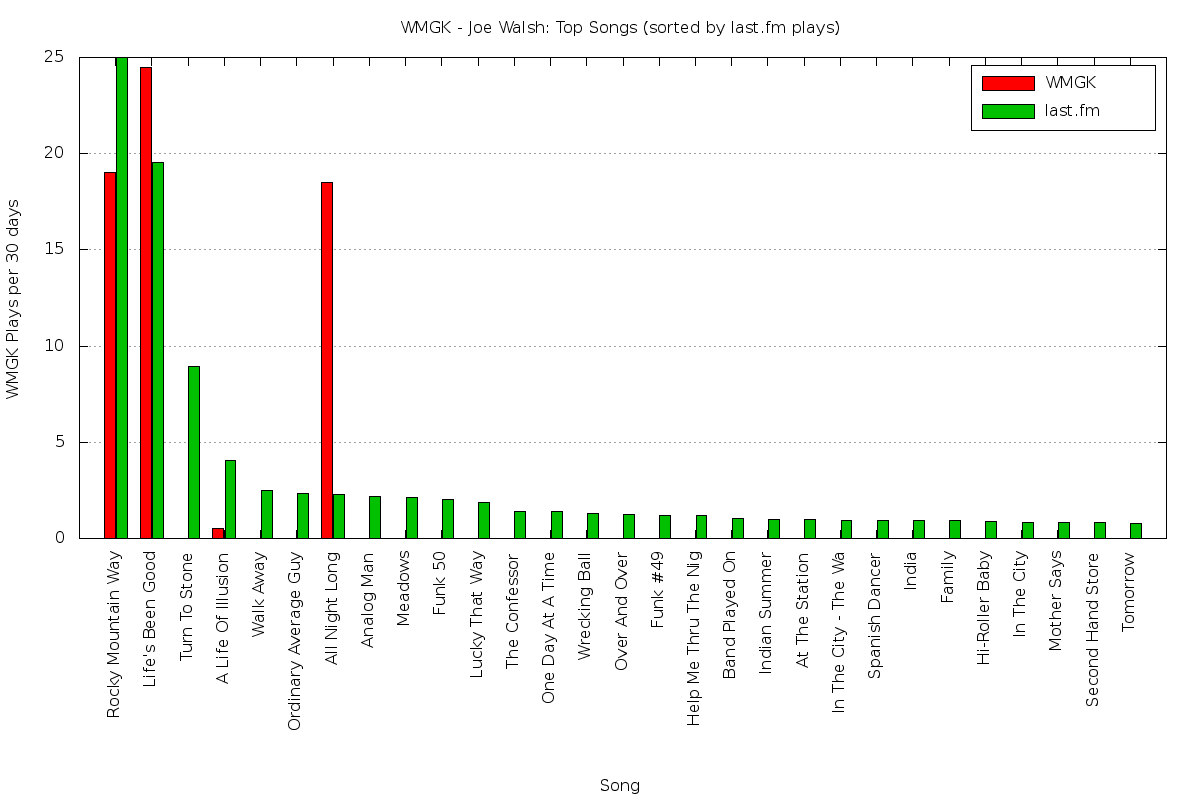 WMGK - Joe Walsh: Top Songs (sorted by last.fm plays)
WMGK
last.fm
WMGK Plays per 30 days
25
20
15
10
5
0
Rocky Mountain Way
Life's Been Good
Turn To Stone
A Life Of Illusion
Walk Away
Ordinary Average Guy
All Night Long
Analog Man
Meadows
Funk 50
Lucky That Way
The Confessor
One Day At A Time
Wrecking Ball
Over And Over
Funk #49
Help Me Thru The Nig
Band Played On
Indian Summer
At The Station
In The City - The Wa
Spanish Dancer
India
Family
Hi-Roller Baby
In The City
Mother Says
Second Hand Store
Tomorrow
Song